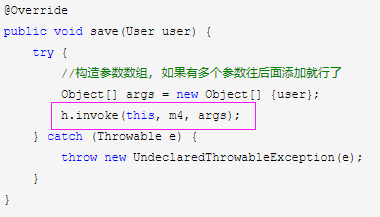 @Override
public void save(User user) {
    try {
        //构造参数数组, 如果有多个参数往后面添加就行了
        Object[] args = new Object[] {user};
        h.invoke(this, m4, args);
    } catch (Throwable e) {
        throw new UndeclaredThrowableException(e);
    }
}